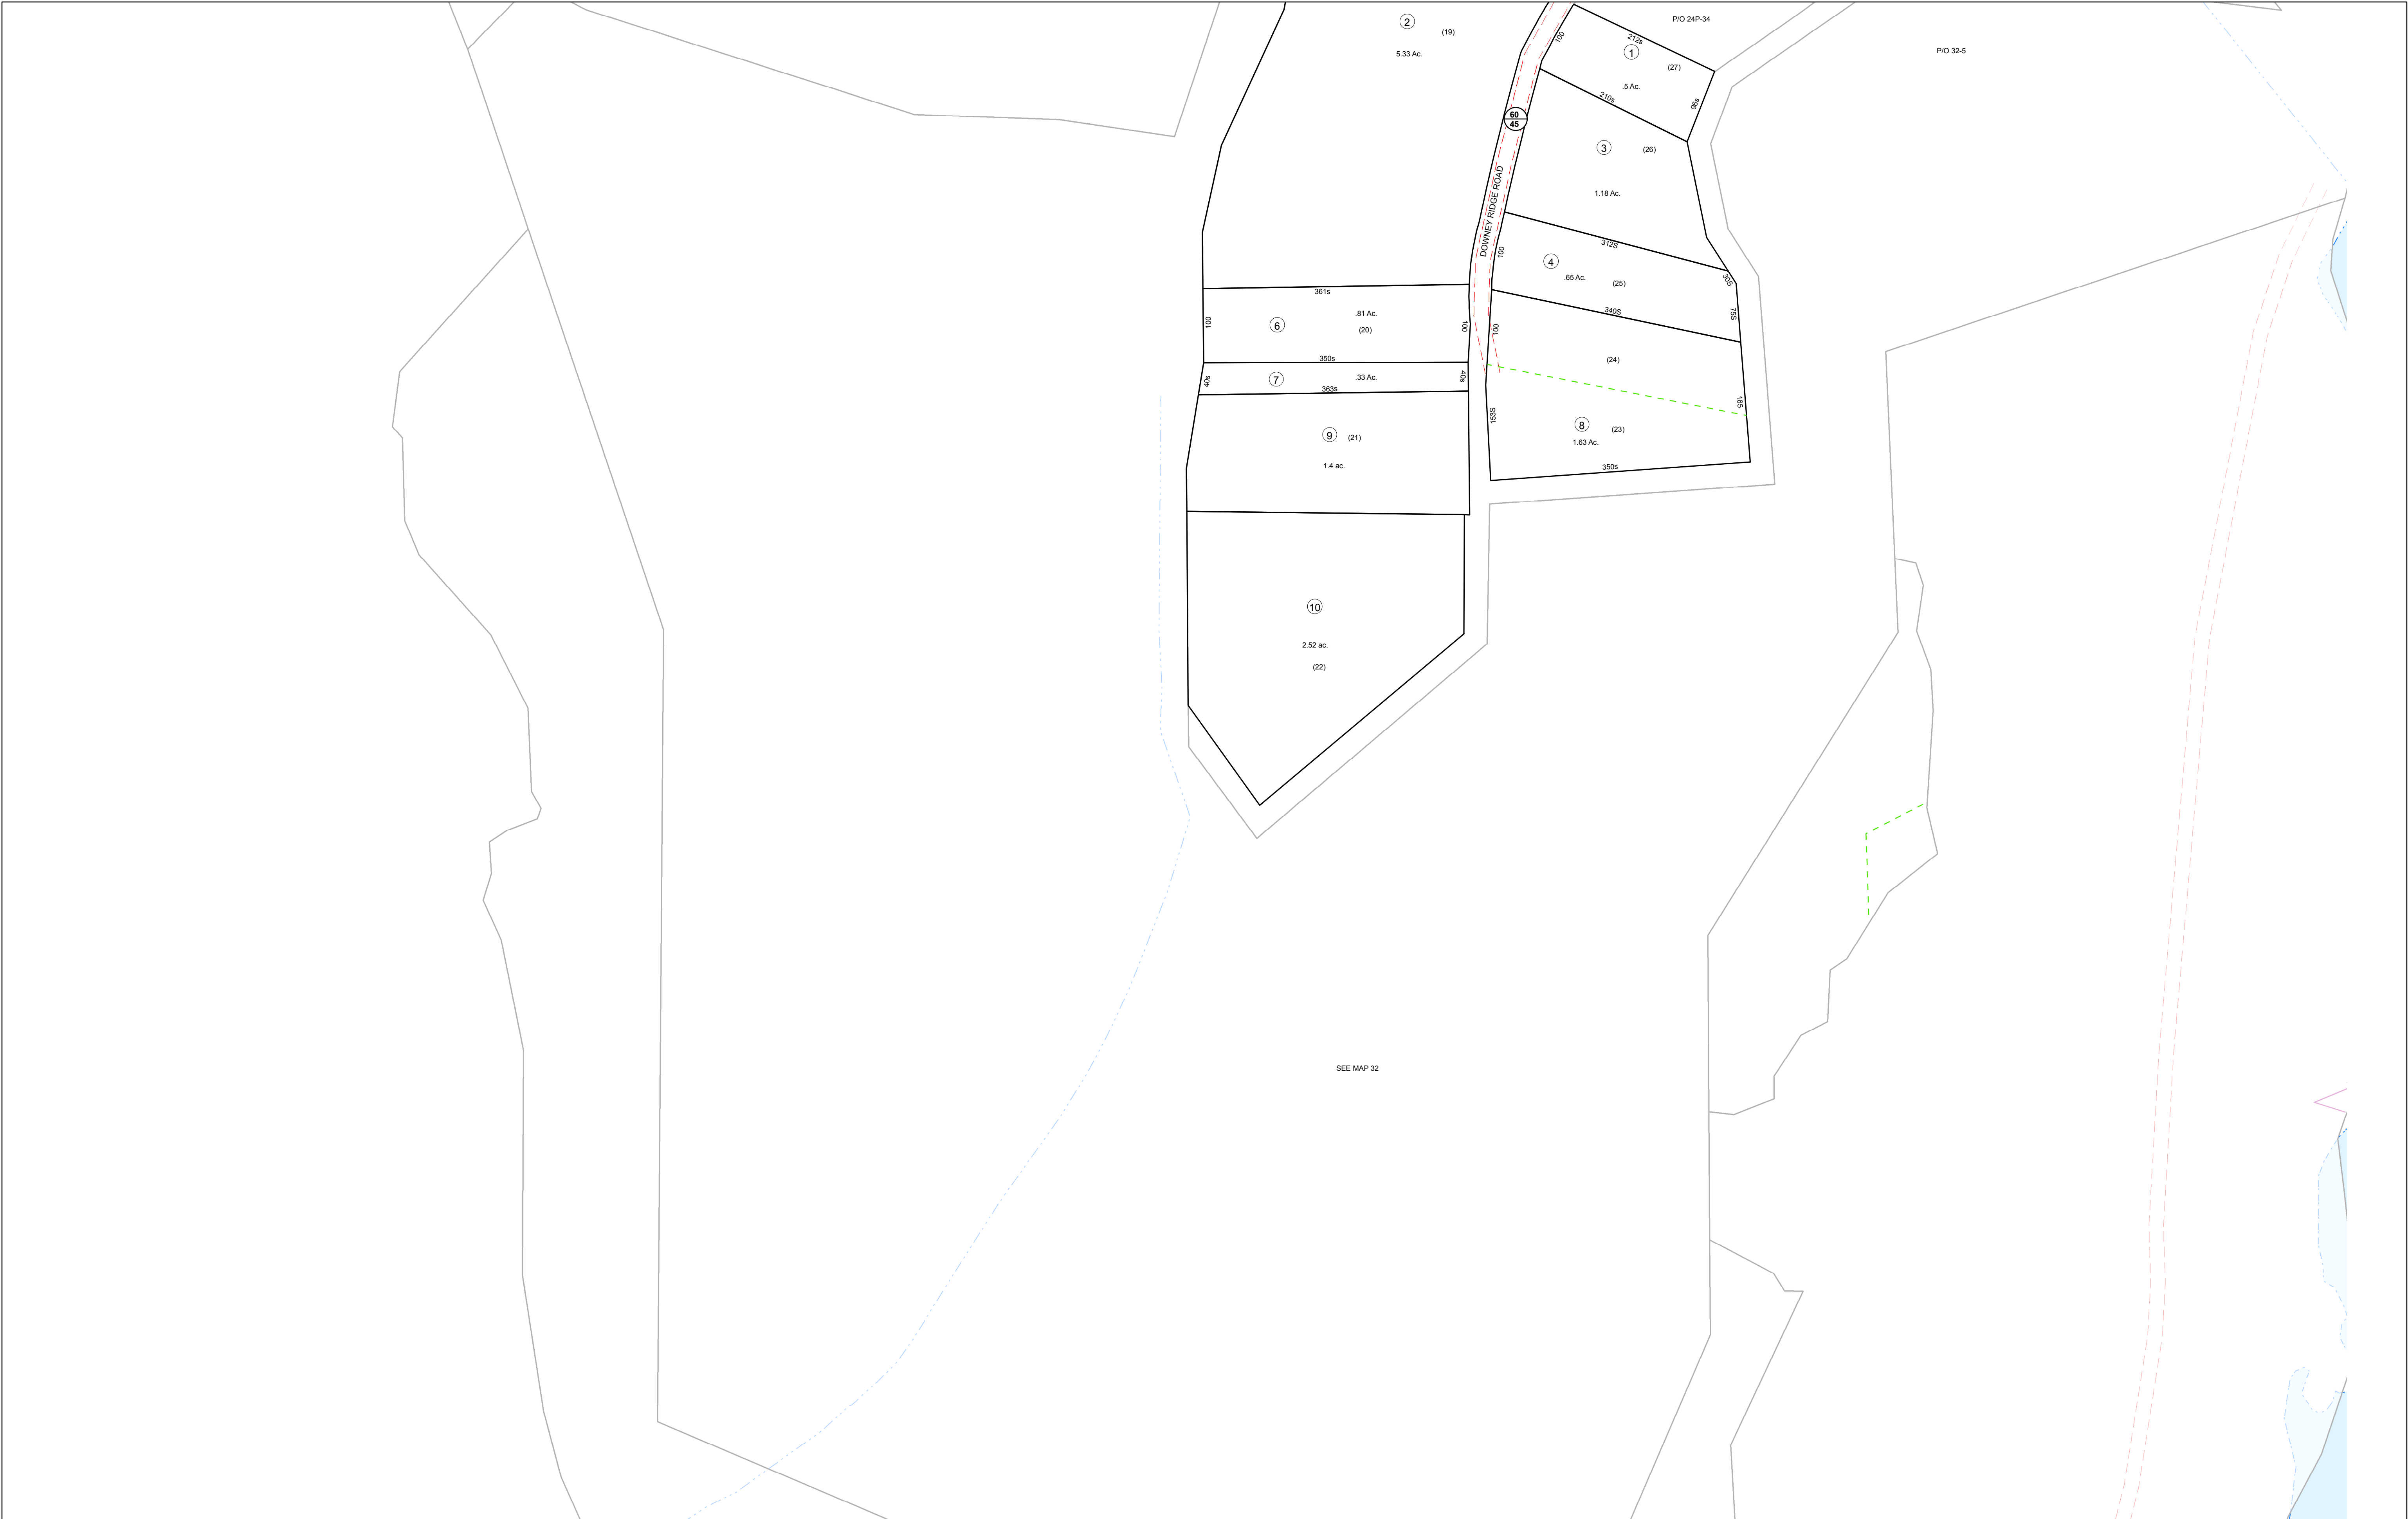 2
(19)
5.33 Ac.
P/O 24P-34
P/O 32-5
100
212s
1
(27)
.5 Ac.
96s
210s
60
45
3
(26)
1.18 Ac.
DOWNEY RIDGE ROAD
100
312S
4
.65 Ac.
(25)
30S
75S
340S
361s
100
6
.81 Ac.
(20)
100
100
350s
(24)
40s
7
.33 Ac.
40s
363s
165
153S
8
(23)
1.63 Ac.
350s
9
(21)
1.4 ac.
10
2.52 ac.
(22)
SEE MAP 32